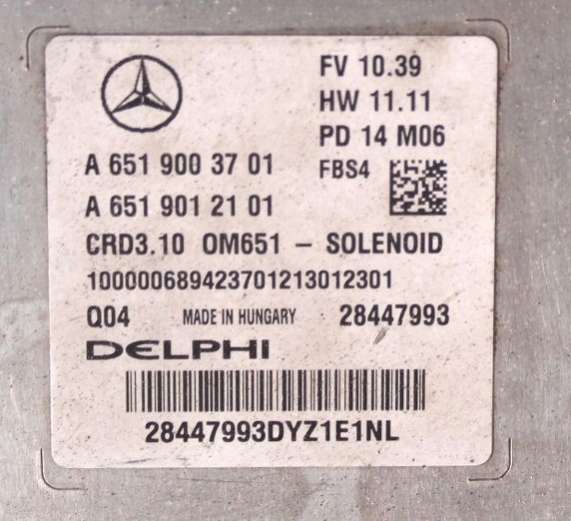 FV 10.39
HW 11.11
PD 14 M06
A 651 900 37 01 FBS4
A 651 901 21 01
CRD3.10 OM651 – SOLENOID
100000689423701213012301
Q04 MADE IN HUNGARY 28447993
DELPHI
28447993DYZ1E1NL